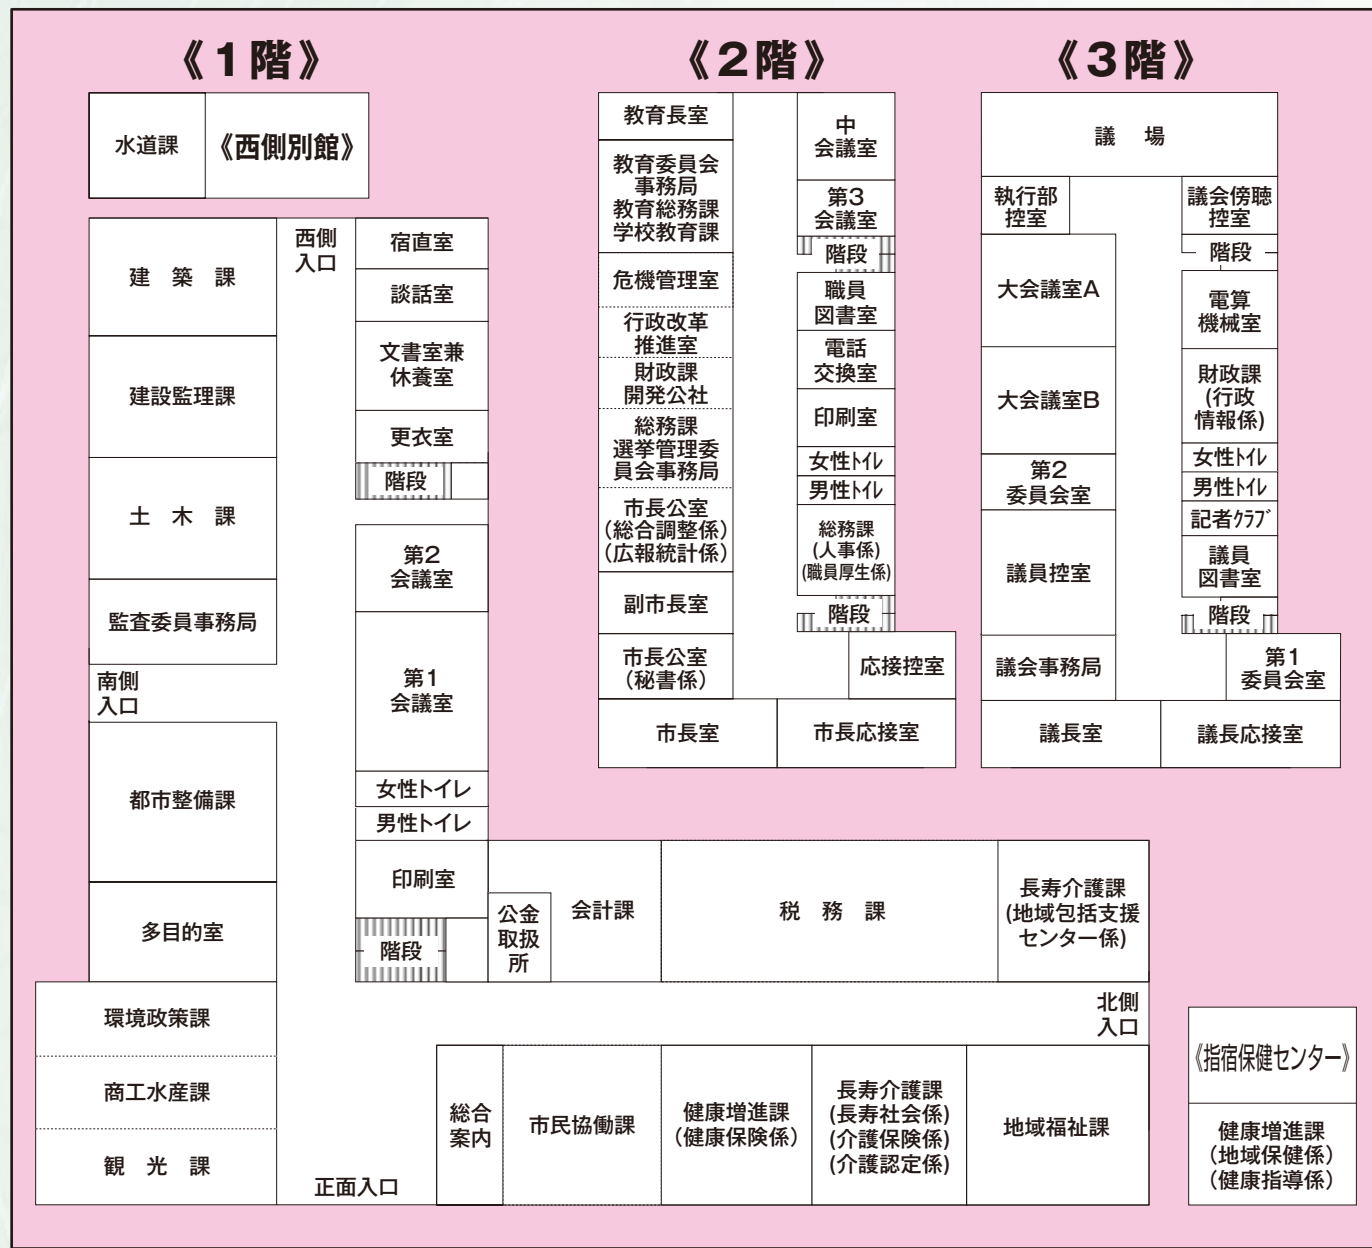 《1階》
水道課
《西側別館》
建築課
建設監理課
土木課
監査委員事務局
南側
入口
都市整備課
多目的室
環境政策課
商工水産課
観光課
西側
入口
宿直室
談話室
文書室兼
休養室
更衣室
階段
第2
会議室
第1
会議室
女性トイレ
男性トイレ
印刷室
階段
公金
取扱
所
会計課
税務課
長寿介護課
(地域包括支援
センター係)
北側
入口
正面入口
総合
案内
市民協働課
健康増進課
(健康保険係)
長寿介護課
(長寿社会係)
(介護保険係)
(介護認定係)
地域福祉課
《指宿保健センター》
健康増進課
(地域保健係)
(健康指導係)
《2階》
教育長室
教育委員会
事務局
教育総務課
学校教育課
危機管理室
行政改革
推進室
財政課
開発公社
総務課
選挙管理委
員会事務局
市長公室
(総合調整係)
(広報統計係)
副市長室
市長公室
(秘書係)
市長室
中
会議室
第3
会議室
階段
職員
図書室
電話
交換室
印刷室
女性トイレ
男性トイレ
総務課
(人事係)
(職員厚生係)
階段
応接控室
市長応接室
《3階》
議場
執行部
控室
大会議室A
大会議室B
第2
委員会室
議員控室
議会事務局
議長室
議会傍聴
控室
階段
電算
機械室
財政課
(行政
情報係)
女性トイレ
男性トイレ
記者クラブ
議員
図書室
階段
第1
委員会室
議長応接室